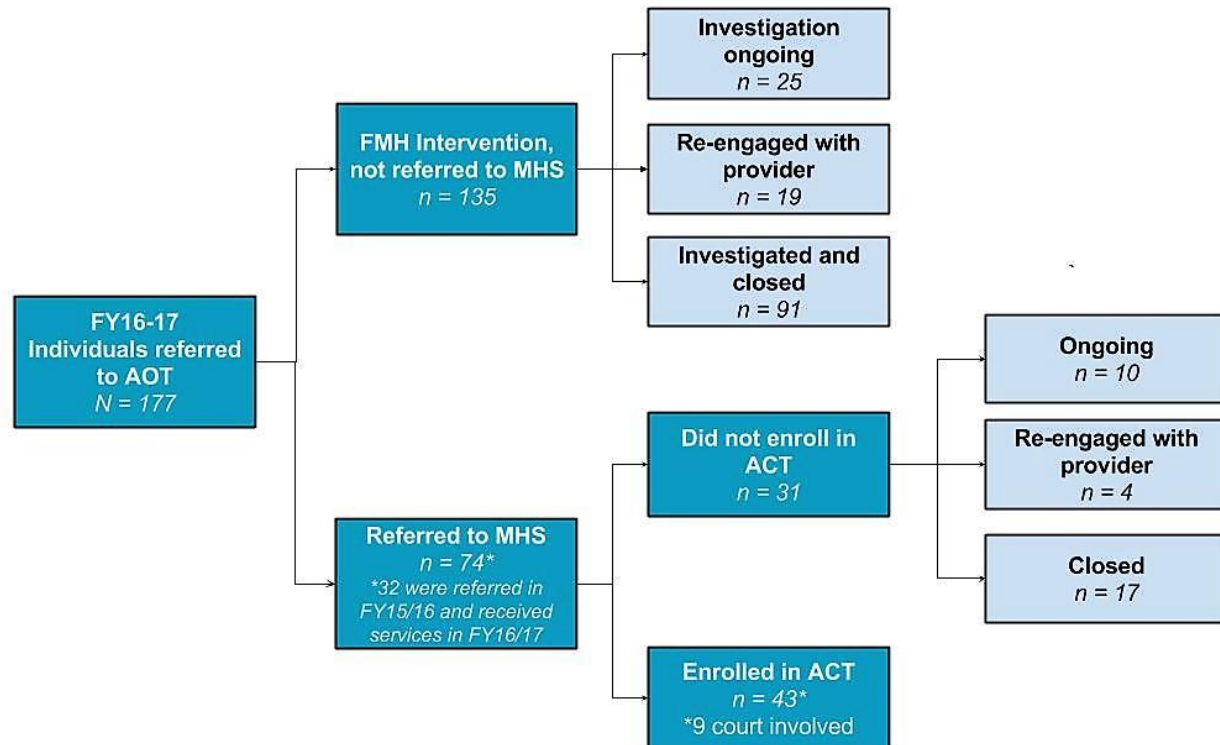 FY16-17
Individuals referred
to AOT
N = 177
FMH Intervention,
not referred to MHS
n = 135
Investigation
ongoing
n = 25
Re-engaged with
provider
n = 19
Investigated and
closed
n = 91
Referred to MHS
n = 74*
*32 were referred in
FY15/16 and received
services in FY16/17
Did not enroll in
ACT
n = 31
Ongoing
n = 10
Re-engaged with
provider
n = 4
Closed
n = 17
Enrolled in ACT
n = 43*
*9 court involved
`